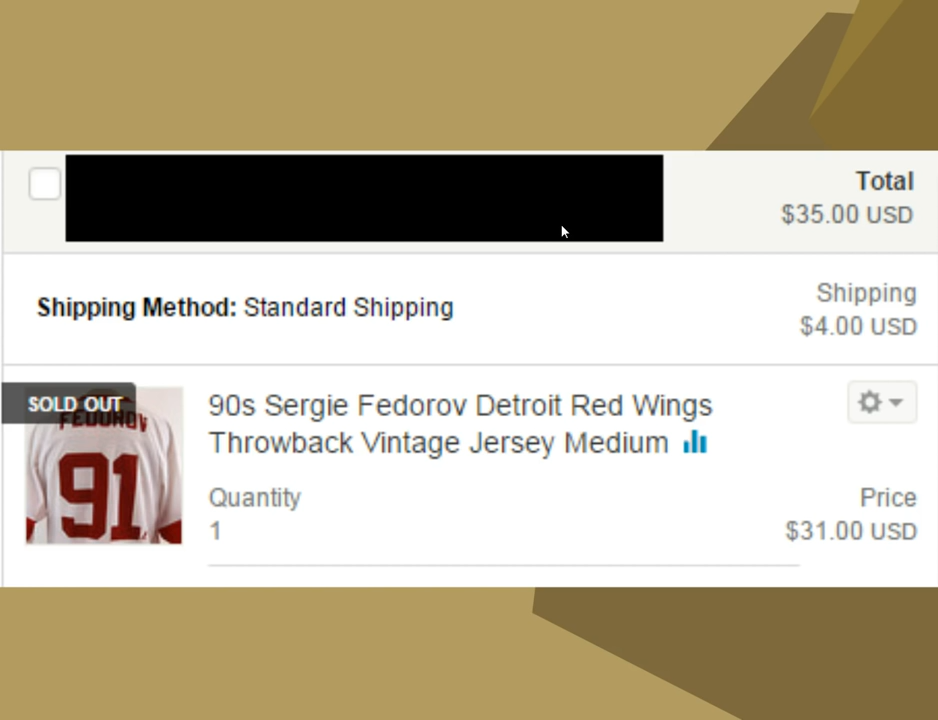 Total
$35.00 USD
Shipping Method: Standard Shipping
Shipping
$4.00 USD
SOLD OUT
FEDOROV
91
90s Sergie Fedorov Detroit Red Wings
Throwback Vintage Jersey Medium
Quantity
1
Price
$31.00 USD